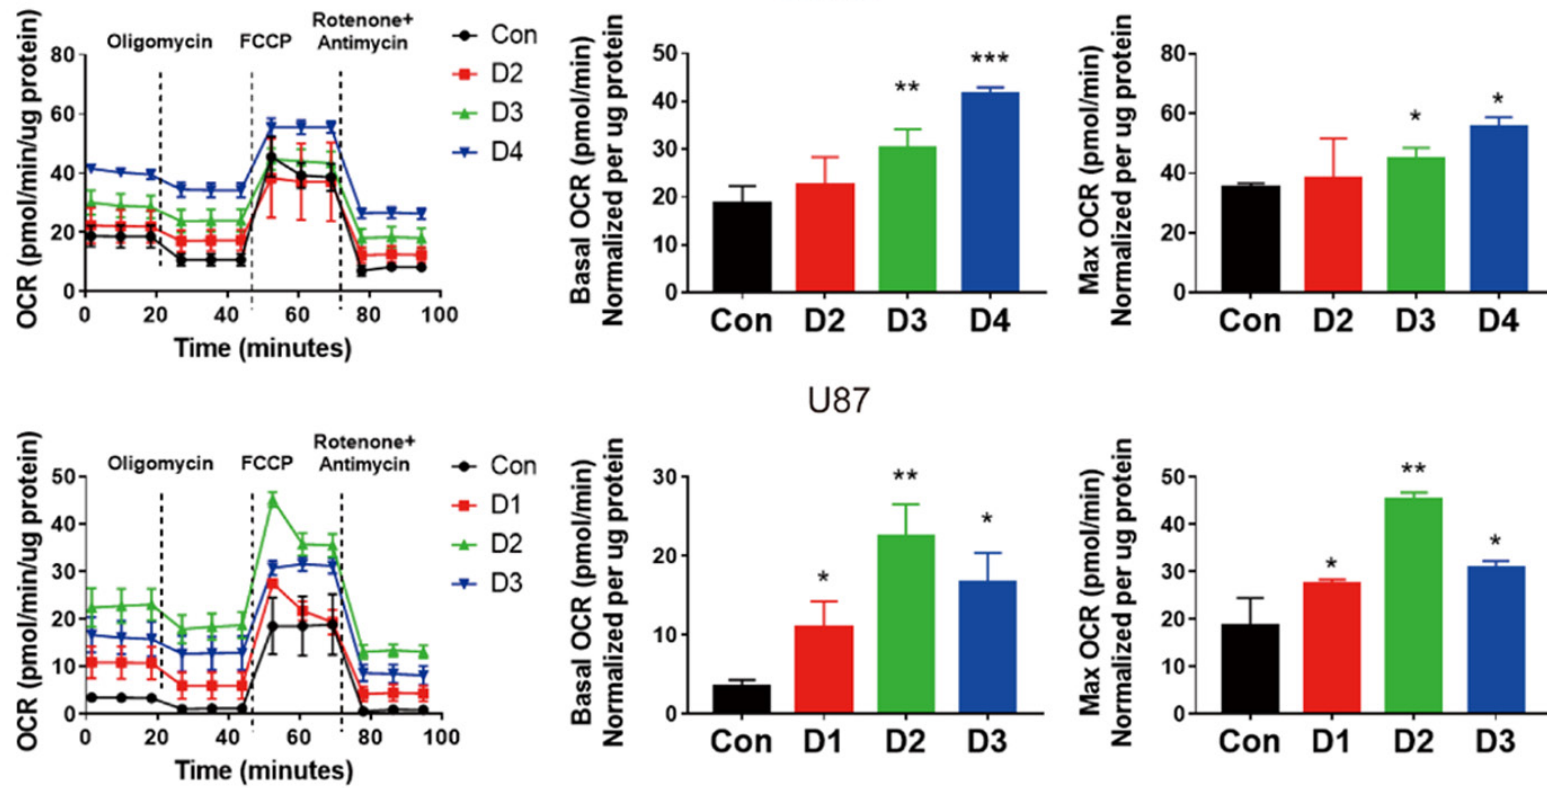 Oligomycin
FCCP
Rotenone+
Antimycin
Con
D2
D3
D4
OCR (pmol/min/ug protein)
80
60
40
20
0
0 20 40 60 80 100
Time (minutes)
Basal OCR (pmol/min)
Normalized per ug protein
50
40
30
20
10
0
**
***
Con D2 D3 D4
Max OCR (pmol/min)
Normalized per ug protein
80
60
40
20
0
*
*
Con D2 D3 D4
U87
Oligomycin
FCCP
Rotenone+
Antimycin
Con
D1
D2
D3
OCR (pmol/min/ug protein)
50
40
30
20
10
0
0 20 40 60 80 100
Time (minutes)
Basal OCR (pmol/min)
Normalized per ug protein
30
20
10
0
*
**
*
Con D1 D2 D3
Max OCR (pmol/min)
Normalized per ug protein
50
40
30
20
10
0
*
**
*
Con D1 D2 D3